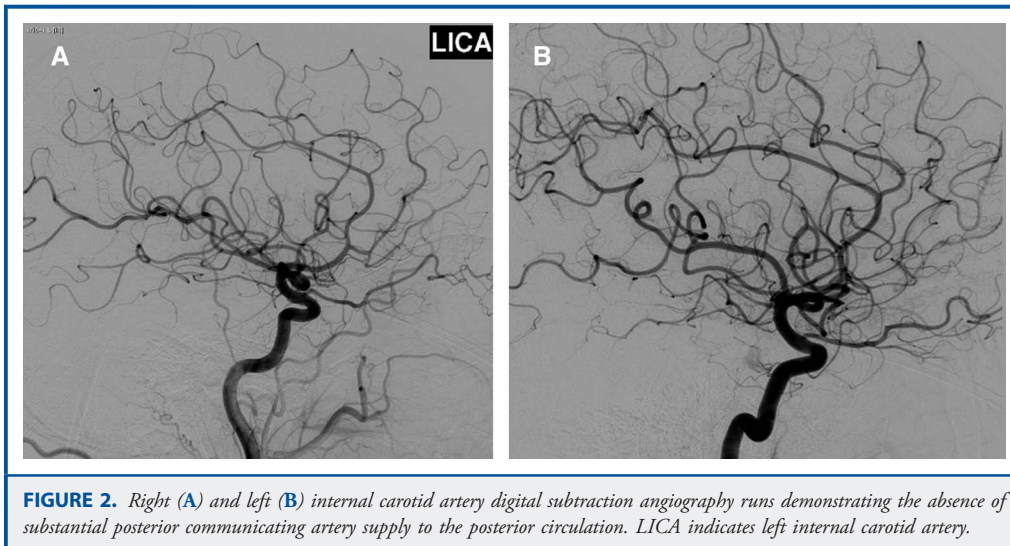 A
LICA
B
FIGURE 2. Right (A) and left (B) internal carotid artery digital subtraction angiography runs demonstrating the absence of
substantial posterior communicating artery supply to the posterior circulation. LICA indicates left internal carotid artery.